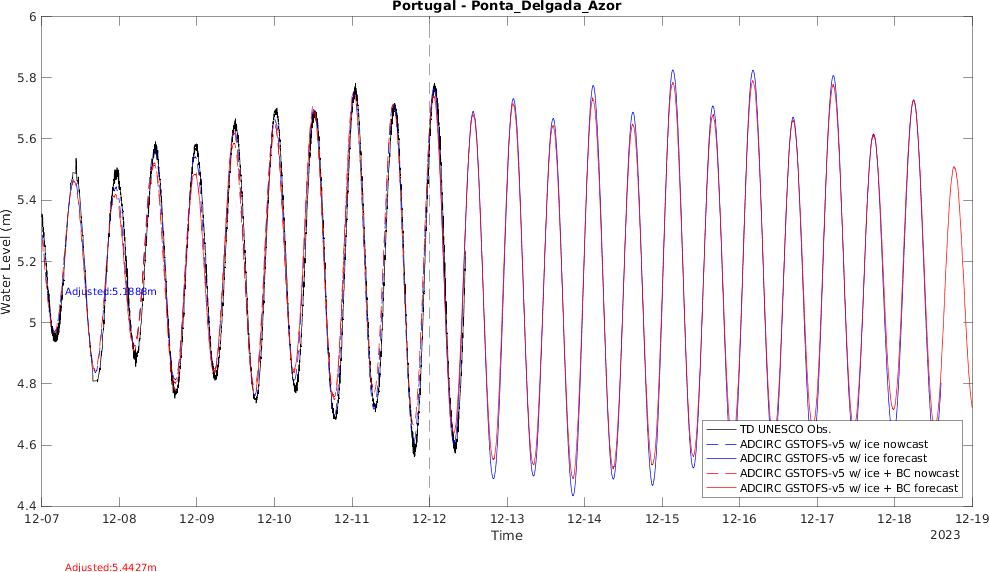 Portugal - Ponta_Delgada_Azor
6
5.8
5.6
5.4
5.2
5
4.8
4.6
4.4
Water Level (m)
Adjusted:5.1888m
TD UNESCO Obs.
ADCIRC GSTOFS-v5 w/ ice nowcast
ADCIRC GSTOFS-v5 w/ ice forecast
ADCIRC GSTOFS-v5 w/ ice + BC nowcast
ADCIRC GSTOFS-v5 w/ ice + BC forecast
12-07 12-08 12-09 12-10 12-11 12-12 12-13 12-14 12-15 12-16 12-17 12-18 12-19
Time
2023
Adjusted:5.4427m